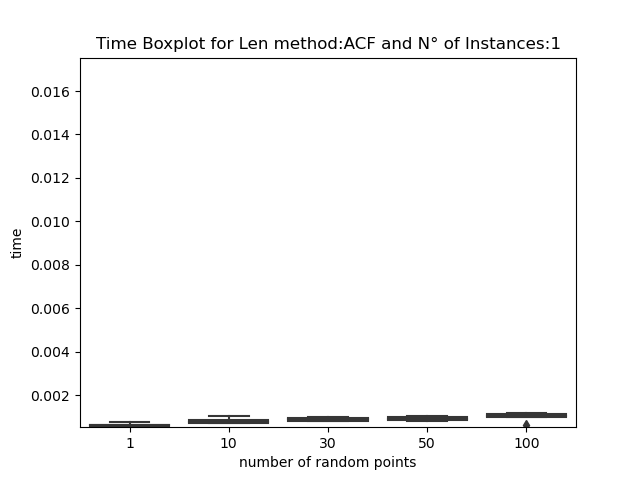 Time Boxplot for Len method:ACF and N° of Instances:1
0.016
0.014
0.012
0.010
0.008
0.006
0.004
0.002
time
1 10 30 50 100
number of random points